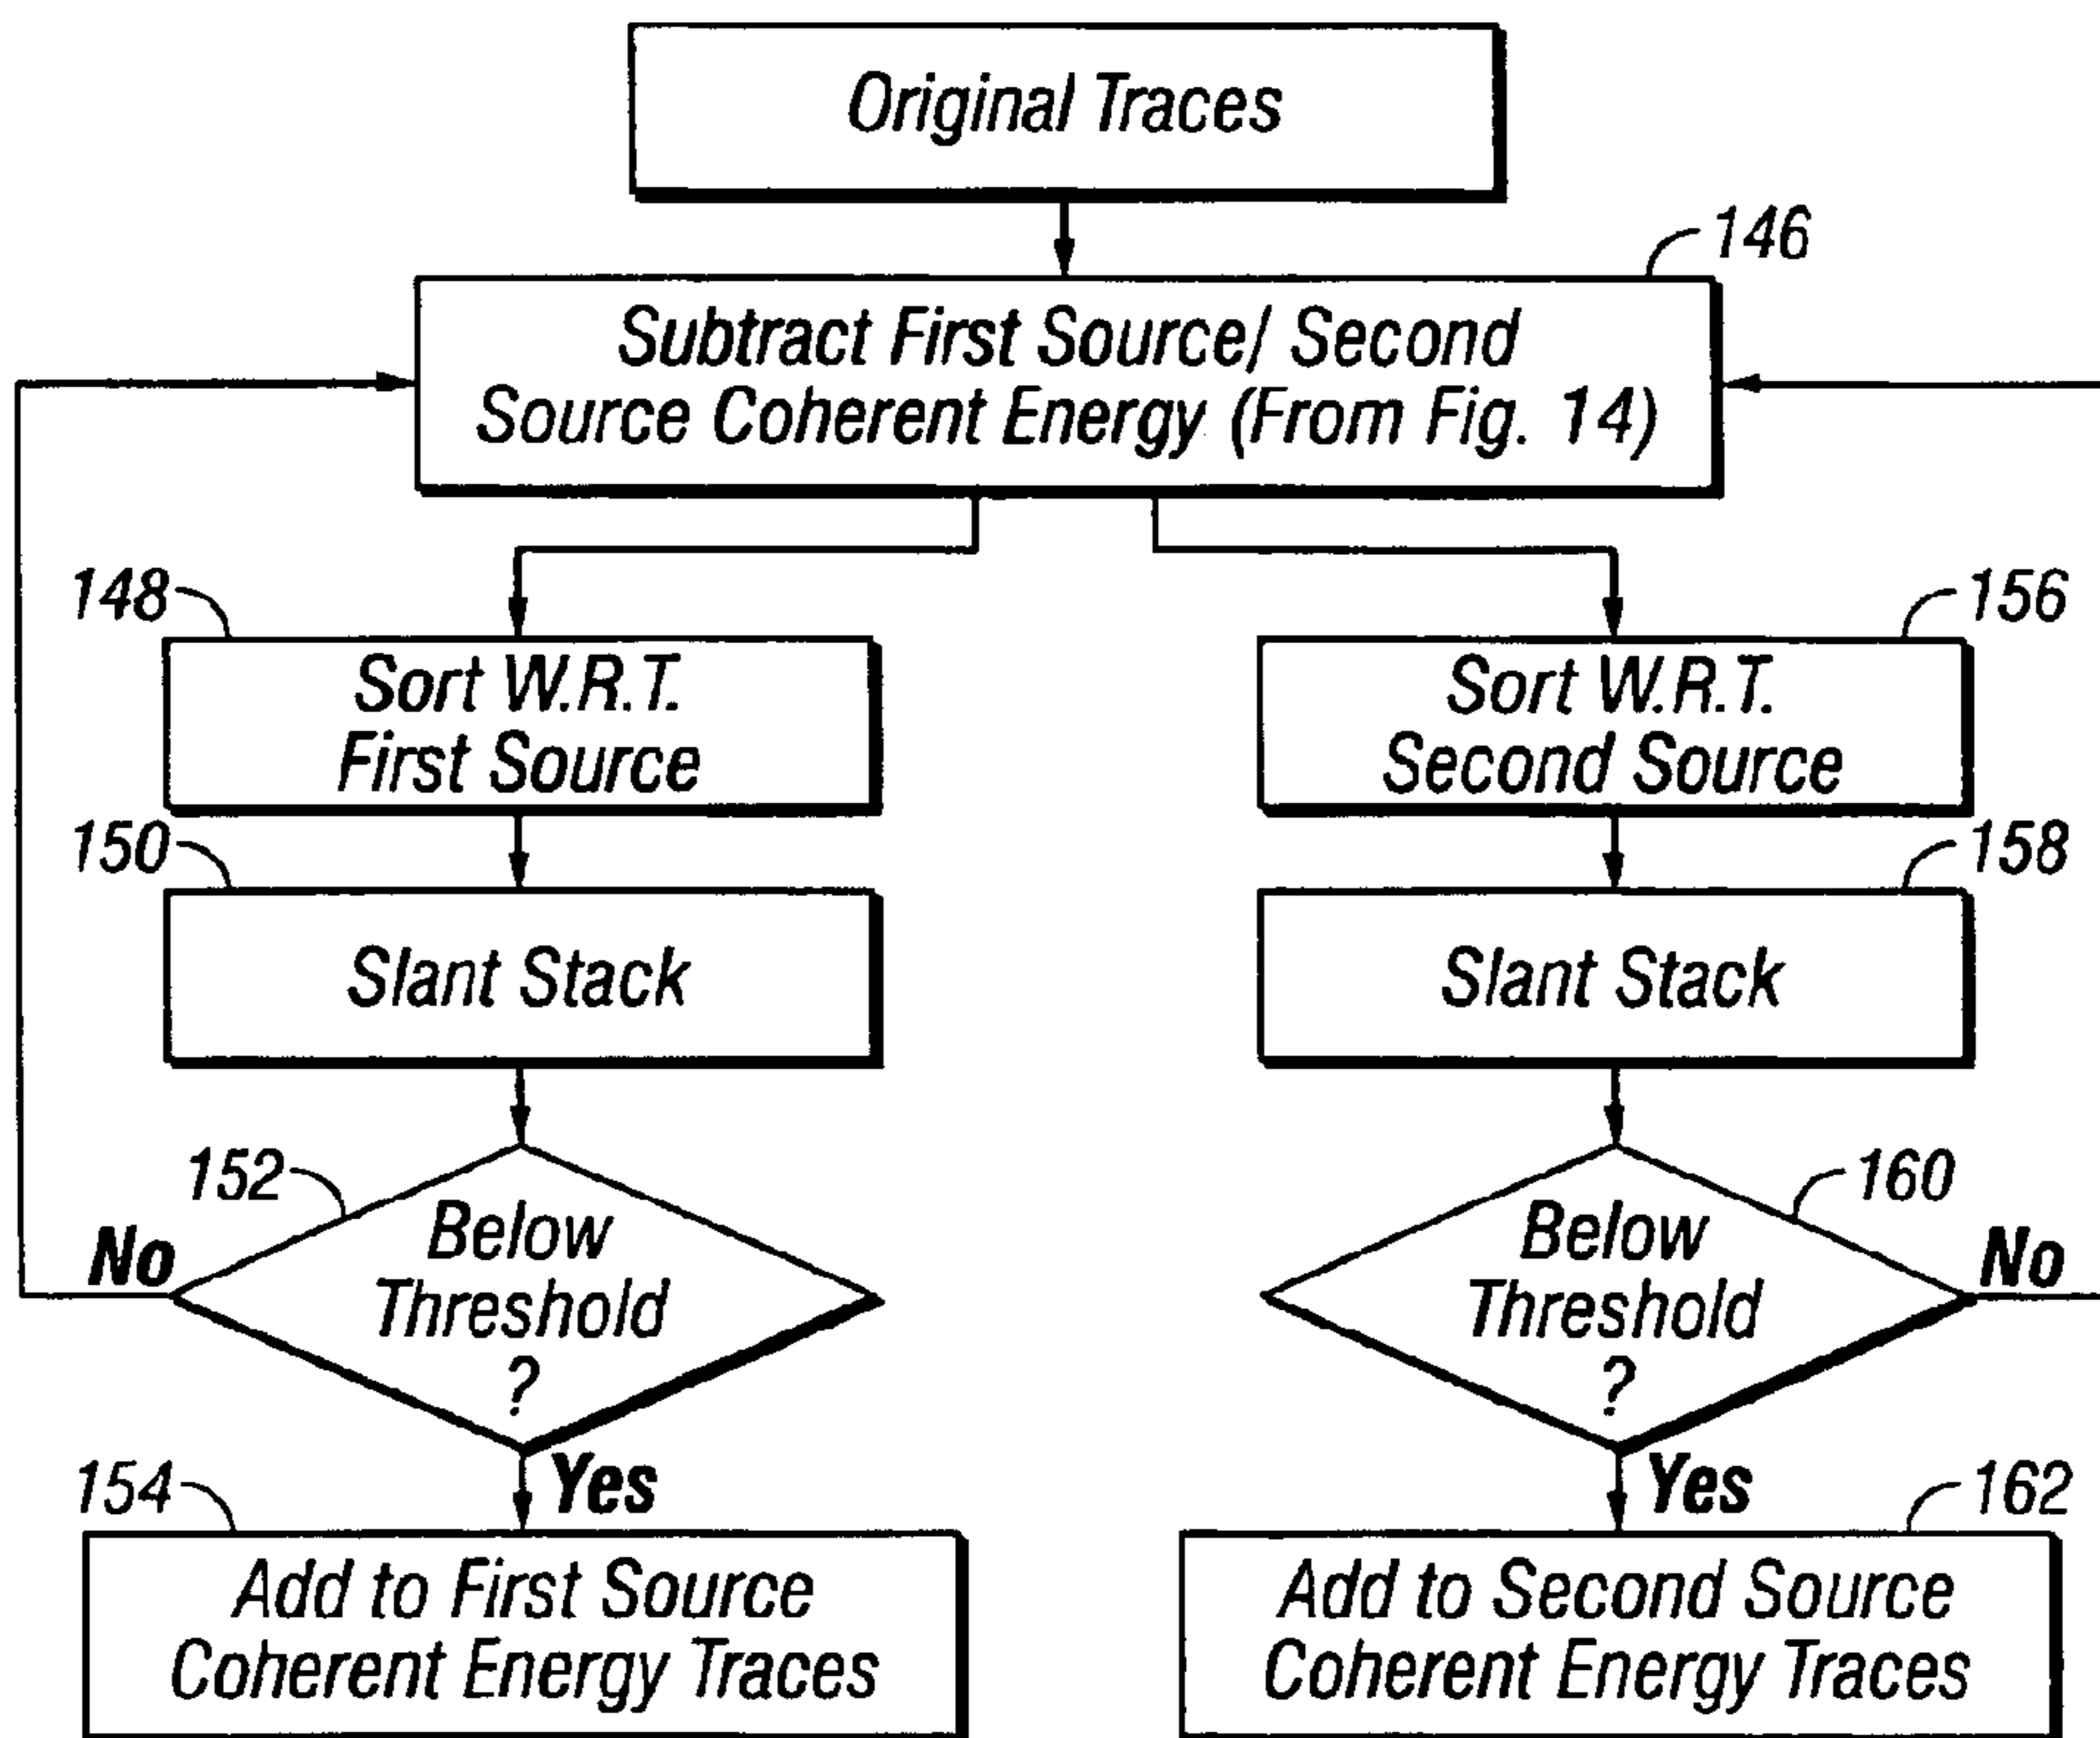 Original Traces
146
Subtract First Source/ Second
Source Coherent Energy (From Fig. 14)
148
Sort W.R.T.
First Source
156
Sort W.R.T.
Second Source
150
Slant Stack
158
Slant Stack
152
Below
Threshold
?
No
Yes
160
Below
Threshold
?
No
Yes
154
Add to First Source
Coherent Energy Traces
162
Add to Second Source
Coherent Energy Traces